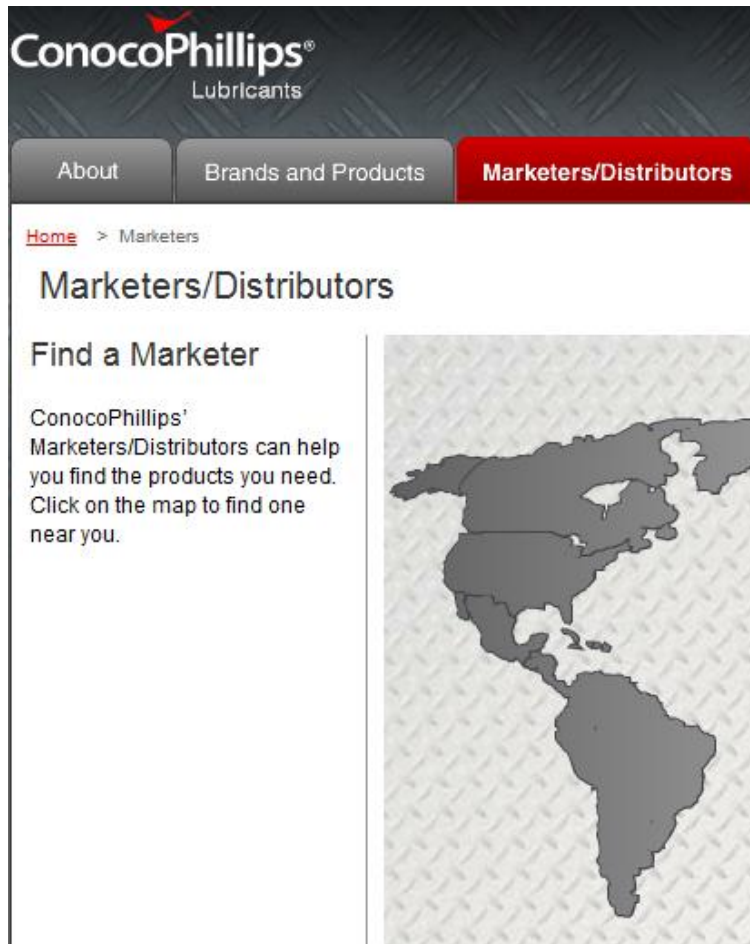 ConocoPhillips®
Lubricants
About
Brands and Products
Marketers/Distributors
Home > Marketers
Marketers/Distributors
Find a Marketer
ConocoPhillips’
Marketers/Distributors can help
you find the products you need.
Click on the map to find one
near you.